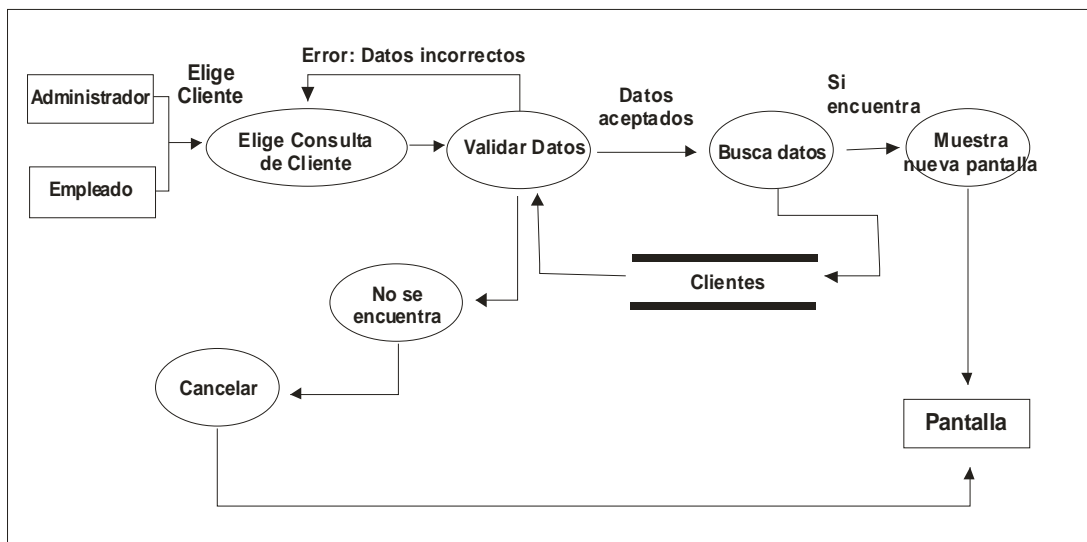 Error: Datos incorrectos
Elige
Cliente
Administrador
Empleado
Elige Consulta
de Cliente
Validar Datos
Datos
aceptados
Busca datos
Si
encuentra
Muestra
nueva pantalla
Clientes
No se
encuentra
Cancelar
Pantalla